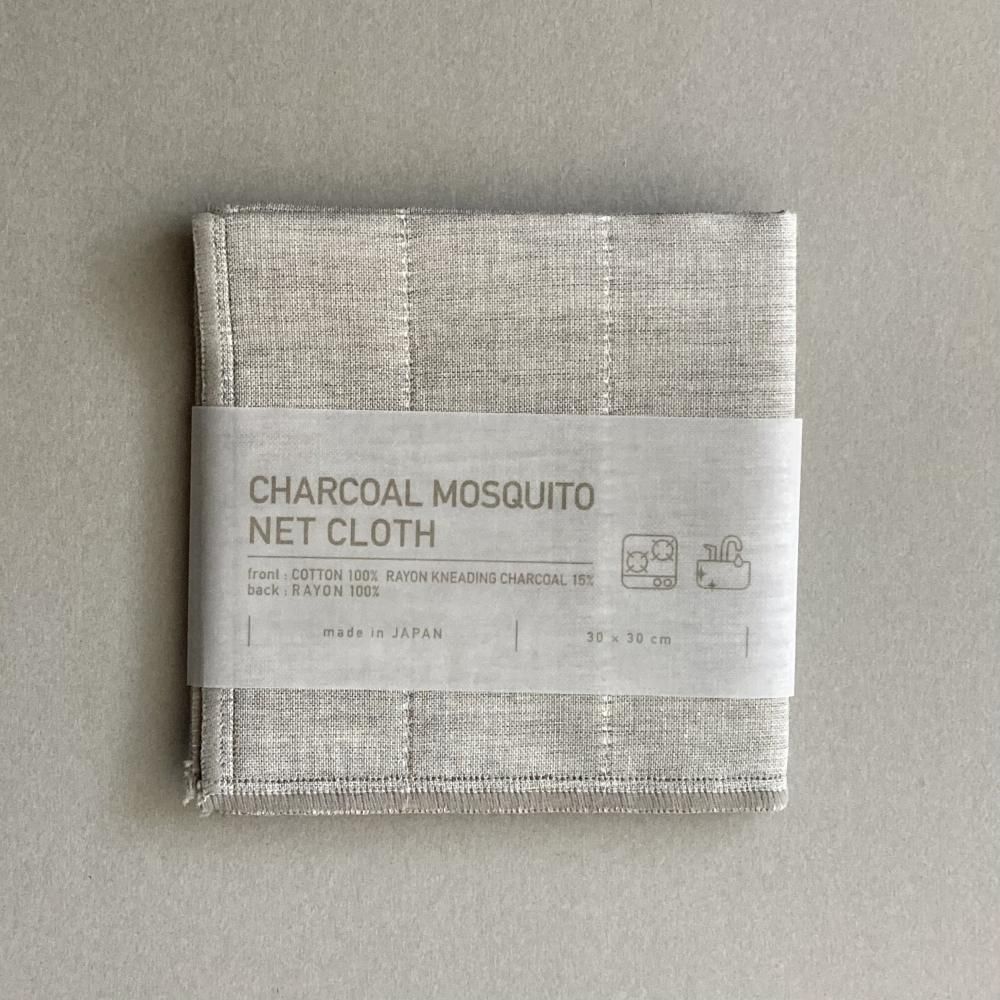 CHARCOAL MOSQUITO
NET CLOTH
front : COTTON 100% RAYON KNEADING CHARCOAL 15%
back : RAYON 100%
made in JAPAN
30 × 30 cm